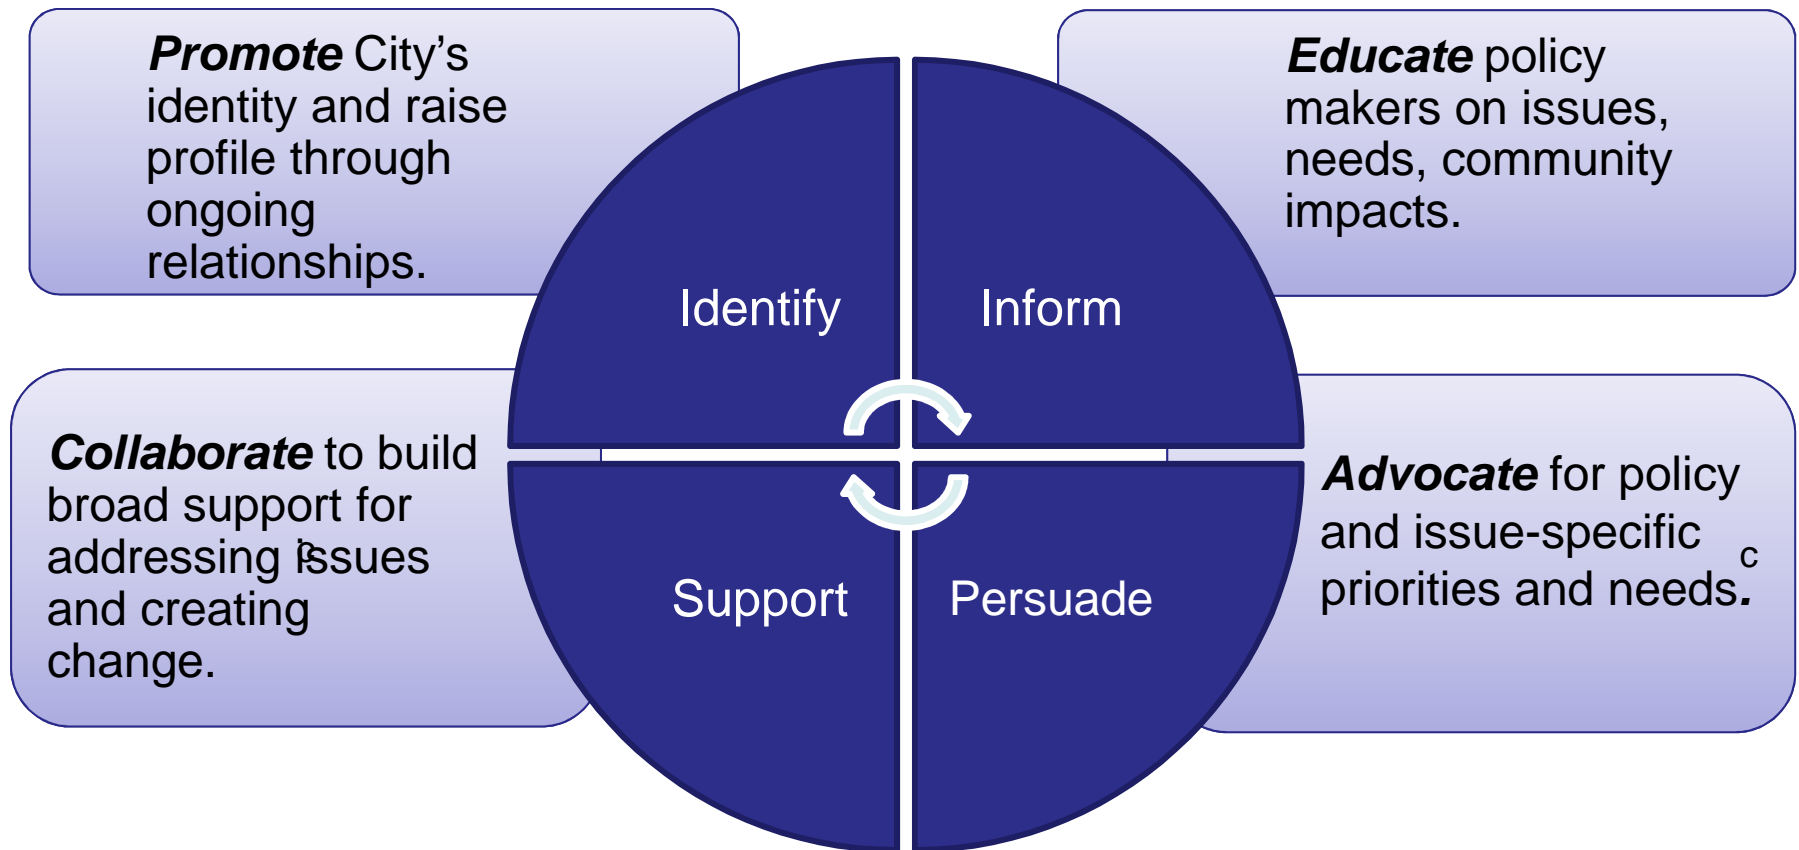 Promote City’s
identity and raise
profile through
ongoing
relationships.
Educate policy
makers on issues,
needs, community
impacts.
Identify
Inform
Collaborate to build
broad support for
addressing issues
and creating
change.
Advocate for policy
and issue-specific
priorities and needs.
c
Support
Persuade